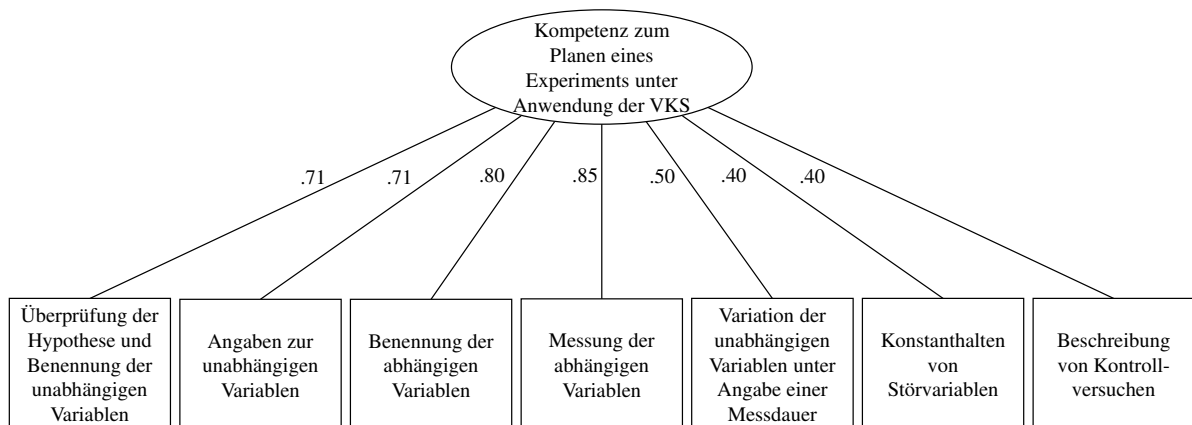 Kompetenz zum
Planen eines
Experiments unter
Anwendung der VKS
.71
.71
.80
.85
.50
.40
.40
Überprüfung der
Hypothese und
Benennung der
unabhängigen
Variablen
Angaben zur
unabhängigen
Variablen
Benennung der
abhängigen
Variablen
Messung der
abhängigen
Variablen
Variation der
unabhängigen
Variablen unter
Angabe einer
Messdauer
Konstanthalten
von
Störvariablen
Beschreibung
von Kontroll-
versuchen